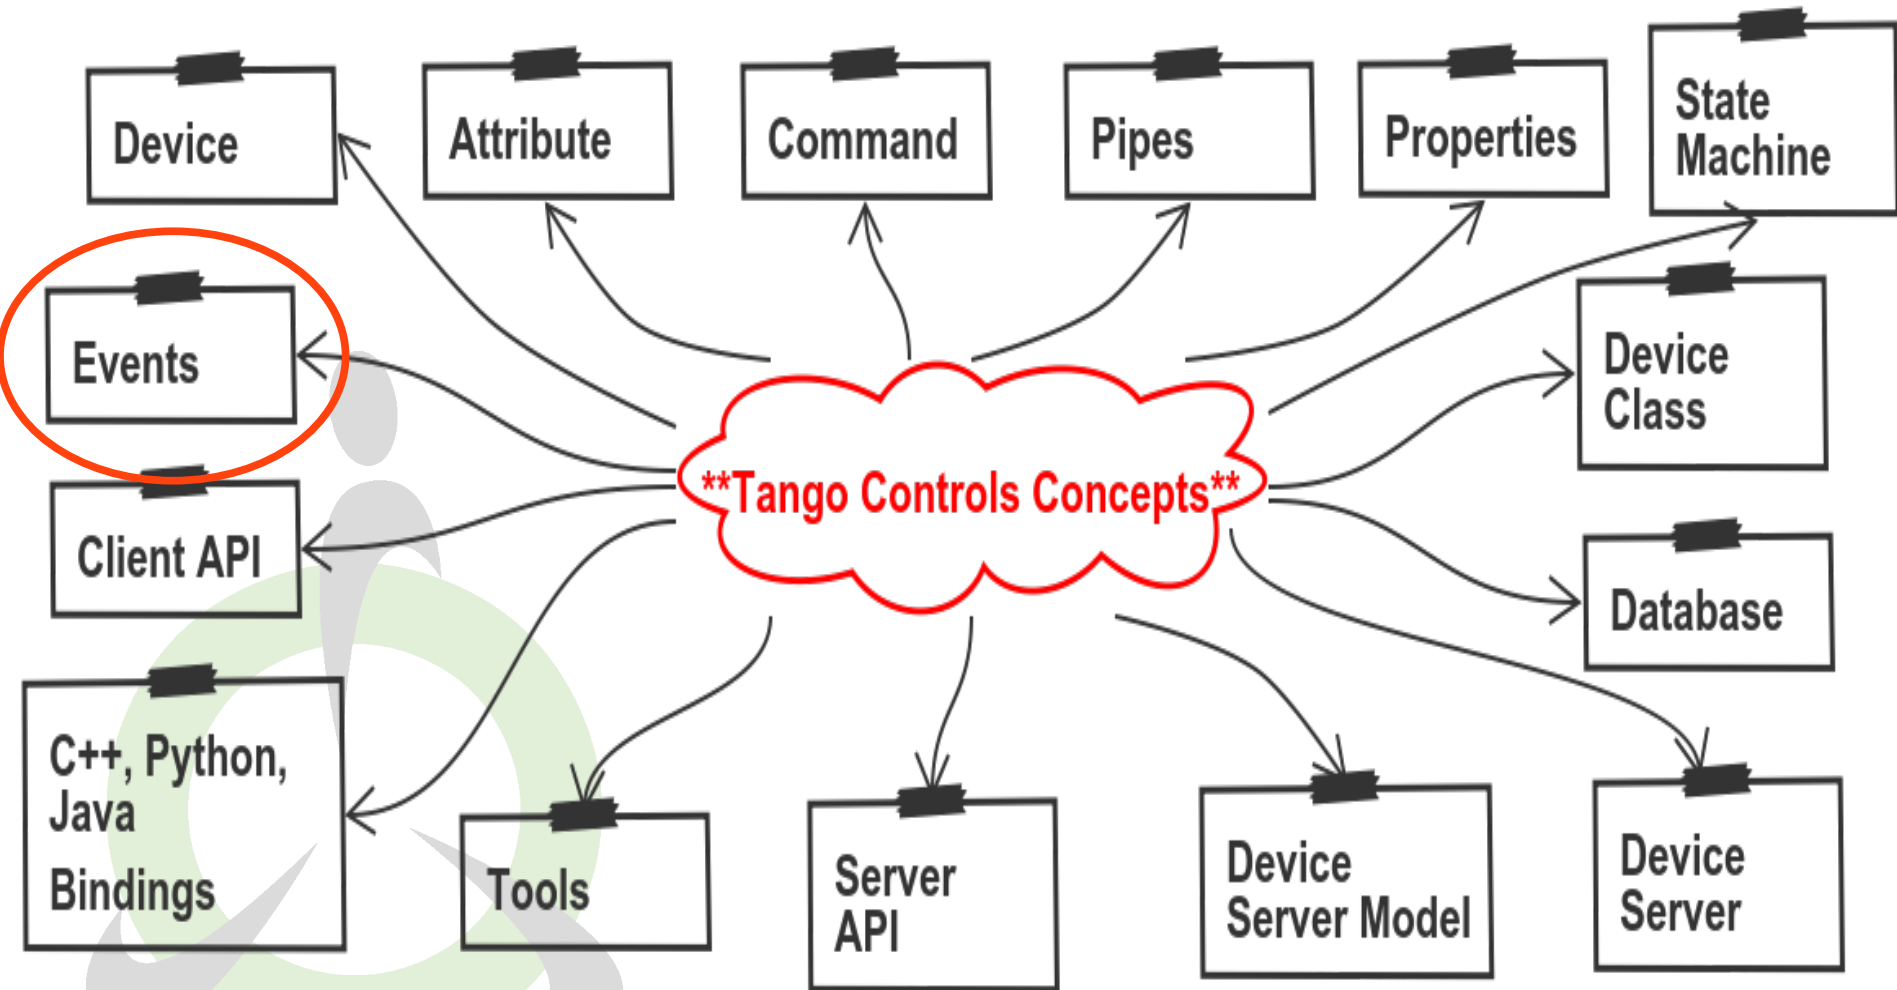 Device
Attribute
Command
Pipes
Properties
State
Machine
Events
Device
Class
**Tango Controls Concepts**
Client API
Database
C++, Python,
Java
Bindings
Tools
Server
API
Device
Server Model
Device
Server